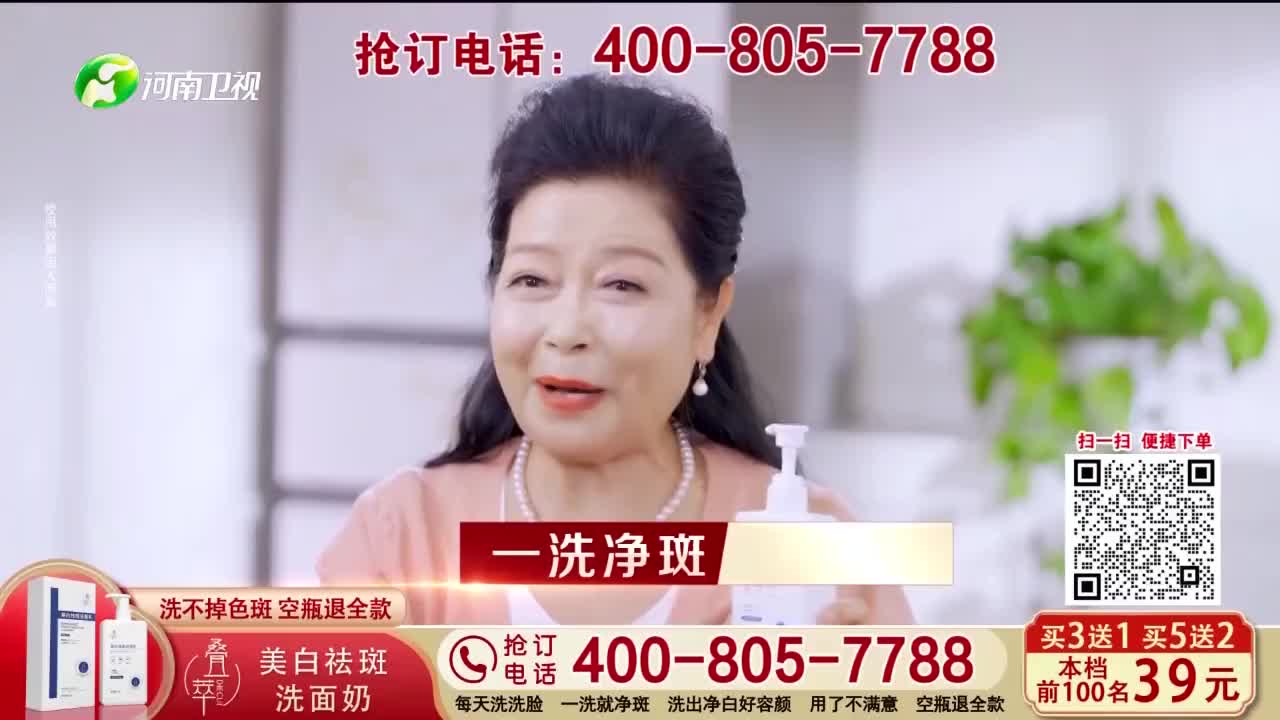 抢订电话：400-805-7788
河南卫视
扫一扫 便捷下单
一洗净斑
洗不掉色斑 空瓶退全款
叠萃
美白祛斑
洗面奶
抢订电话
400-805-7788
每天洗洗脸 一洗就净斑 洗出净白好容颜 用了不满意 空瓶退全款
买3送1 买5送2
本档
前100名 39元